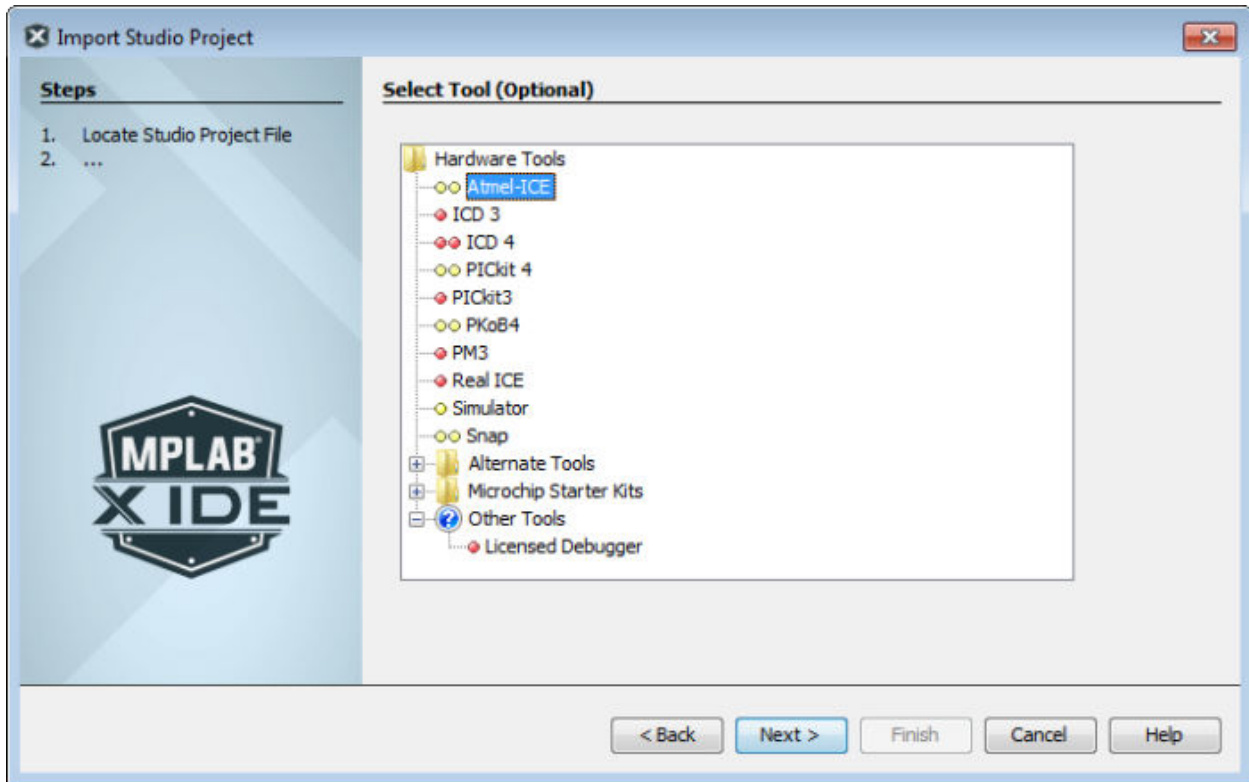 Import Studio Project
Steps
1. Locate Studio Project File
2. ...
MPLAB®
X IDE
Select Tool (Optional)
Hardware Tools
Atmel-ICE
ICD 3
ICD 4
PICkit 4
PICkit3
PKoB4
PM3
Real ICE
Simulator
Snap
Alternate Tools
Microchip Starter Kits
Other Tools
Licensed Debugger
< Back Next > Finish Cancel Help